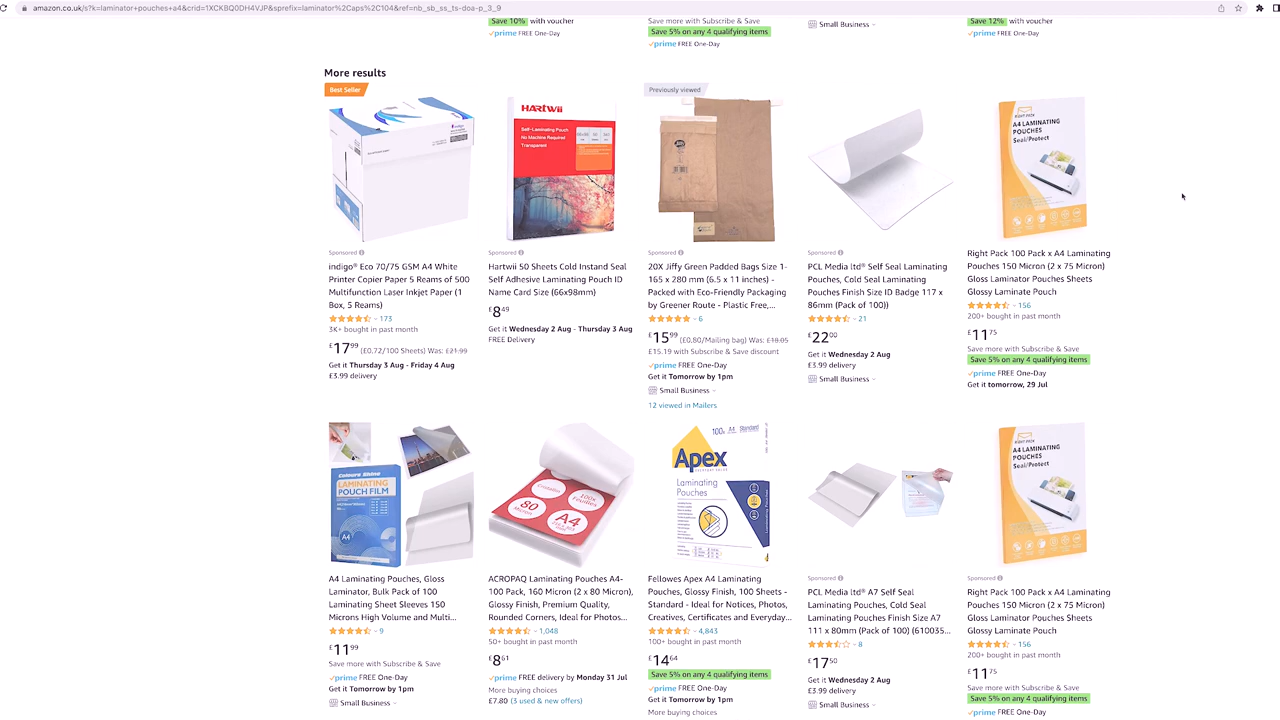 amazon.co.uk/s?k=laminator+pouches+a4&crid=1XCKBQ0DH4VJP&sprefix=laminator%2Caps%2C104&ref=nb_sb_ss_ts-doa-p_3_9
Save 10% with voucher
prime FREE One-Day
Save more with Subscribe & Save
Save 5% on any 4 qualifying items
prime FREE One-Day
Small Business
Save 12% with voucher
prime FREE One-Day
More results
Best Seller
Previously viewed
HARTWII
Self-Laminating Pouch
No Machine Required
Transparent
RIGHT PACK
A4 LAMINATING
POUCHES
Seal/Protect
Sponsored
indigo® Eco 70/75 GSM A4 White
Printer Copier Paper 5 Reams of 500
Multifunction Laser Inkjet Paper (1
Box, 5 Reams)
173
3K+ bought in past month
£17.99 (£0.72/100 Sheets) Was: £21.99
Get it Thursday 3 Aug - Friday 4 Aug
£3.99 delivery
Sponsored
Hartwii 50 Sheets Cold Instand Seal
Self Adhesive Laminating Pouch ID
Name Card Size (66x98mm)
£8.49
Get it Wednesday 2 Aug - Thursday 3 Aug
FREE Delivery
Sponsored
20X Jiffy Green Padded Bags Size 1-
165 x 280 mm (6.5 x 11 inches) -
Packed with Eco-Friendly Packaging
by Greener Route - Plastic Free,...
6
£15.99 (£0.80/Mailing bag) Was: £18.05
£15.19 with Subscribe & Save discount
prime FREE One-Day
Get it Tomorrow by 1pm
Small Business
12 viewed in Mailers
Sponsored
PCL Media ltd® Self Seal Laminating
Pouches, Cold Seal Laminating
Pouches Finish Size ID Badge 117 x
86mm (Pack of 100))
21
£22.00
Get it Wednesday 2 Aug
£3.99 delivery
Small Business
Right Pack 100 Pack x A4 Laminating
Pouches 150 Micron (2 x 75 Micron)
Gloss Laminator Pouches Sheets
Glossy Laminate Pouch
156
200+ bought in past month
£11.75
Save more with Subscribe & Save
Save 5% on any 4 qualifying items
prime FREE One-Day
Get it tomorrow, 29 Jul
Colours Shine
LAMINATING
POUCH FILM
A4
Cristallin
100x
Feuilles
80
Microns
A4
100x A4 Standard
Apex
Laminating
Pouches
RIGHT PACK
A4 LAMINATING
POUCHES
Seal/Protect
A4 Laminating Pouches, Gloss
Laminator, Bulk Pack of 100
Laminating Sheet Sleeves 150
Microns High Volume and Multi...
9
£11.99
Save more with Subscribe & Save
prime FREE One-Day
Get it Tomorrow by 1pm
Small Business
ACROPAQ Laminating Pouches A4-
100 Pack, 160 Micron (2 x 80 Micron),
Glossy Finish, Premium Quality,
Rounded Corners, Ideal for Photos...
1,048
50+ bought in past month
£8.61
prime FREE delivery by Monday 31 Jul
More buying choices
£7.80 (3 used & new offers)
Fellowes Apex A4 Laminating
Pouches, Glossy Finish, 100 Sheets -
Standard - Ideal for Notices, Photos,
Creatives, Certificates and Everyday...
4,843
100+ bought in past month
£14.64
Save 5% on any 4 qualifying items
prime FREE One-Day
Get it Tomorrow by 1pm
More buying choices
Sponsored
PCL Media ltd® A7 Self Seal
Laminating Pouches, Cold Seal
Laminating Pouches Finish Size A7
111 x 80mm (Pack of 100) (610035...
8
£17.50
Get it Wednesday 2 Aug
£3.99 delivery
Small Business
Sponsored
Right Pack 100 Pack x A4 Laminating
Pouches 150 Micron (2 x 75 Micron)
Gloss Laminator Pouches Sheets
Glossy Laminate Pouch
156
200+ bought in past month
£11.75
Save more with Subscribe & Save
Save 5% on any 4 qualifying items
prime FREE One-Day